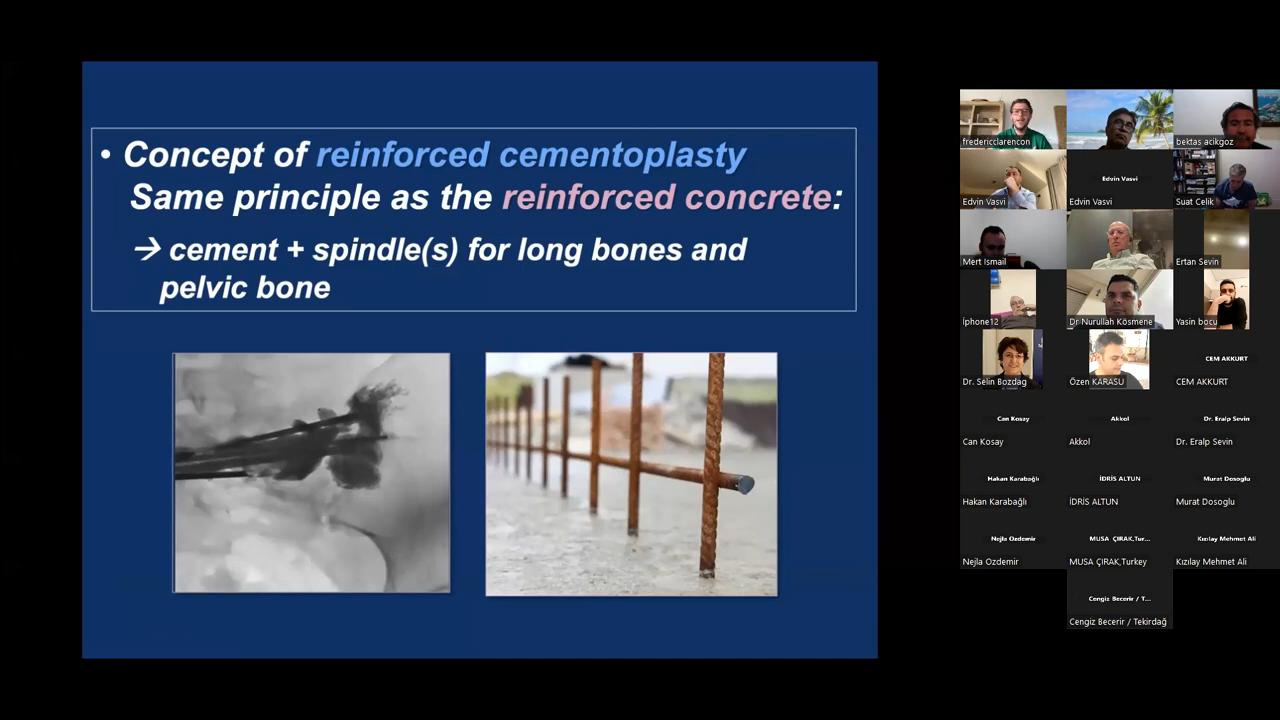 • Concept of reinforced cementoplasty
Same principle as the reinforced concrete:
→ cement + spindle(s) for long bones and
pelvic bone
fredericclarencon
bektas acikgoz
Edvin Vasvi
Edvin Vasvi
Edvin Vasvi
Suat Celik
Mert Ismail
Ertan Sevin
İphone12
Dr Nurullah Kösmene
Yasin bocu
Dr. Selin Bozdag
Özen KARASU
CEM AKKURT
CEM AKKURT
Can Kosay
Akkol
Dr. Eralp Sevin
Can Kosay
Akkol
Dr. Eralp Sevin
Hakan Karabağlı
İDRİS ALTUN
Murat Dosoglu
Hakan Karabağlı
İDRİS ALTUN
Murat Dosoglu
Nejla Ozdemir
MUSA ÇIRAK,Tur...
Kızılay Mehmet Ali
Nejla Ozdemir
MUSA ÇIRAK,Turkey
Kızılay Mehmet Ali
Cengiz Becerir / T...
Cengiz Becerir / Tekirdağ